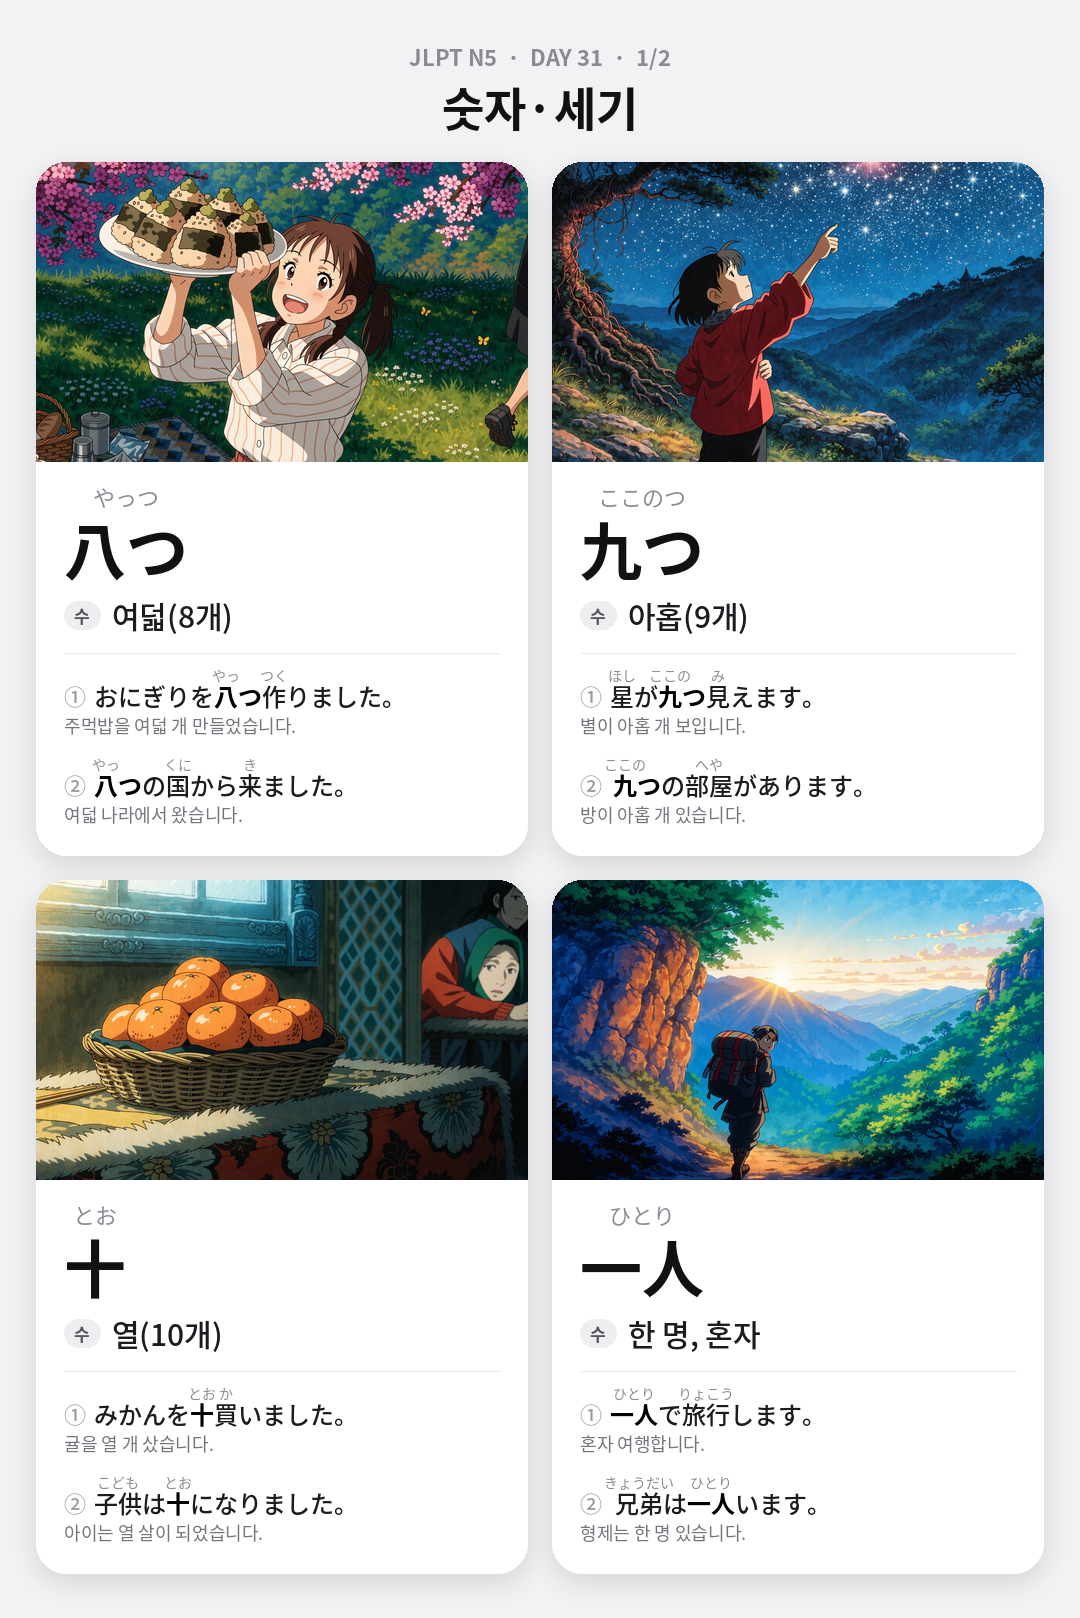 JLPT N5 · DAY 31 · 1/2
숫자·세기
やっつ
八つ
수 여덟(8개)
やっ つく
① おにぎりを八つ作りました。
주먹밥을 여덟 개 만들었습니다.
やっ くに き
② 八つの国から来ました。
여덟 나라에서 왔습니다.
ここのつ
九つ
수 아홉(9개)
ほし ここの み
① 星が九つ見えます。
별이 아홉 개 보입니다.
ここの へや
② 九つの部屋があります。
방이 아홉 개 있습니다.
とお
十
수 열(10개)
とお か
① みかんを十買いました。
귤을 열 개 샀습니다.
こども とお
② 子供は十になりました。
아이는 열 살이 되었습니다.
ひとり
一人
수 한 명, 혼자
ひとり りょこう
① 一人で旅行します。
혼자 여행합니다.
きょうだい ひとり
② 兄弟は一人います。
형제는 한 명 있습니다.